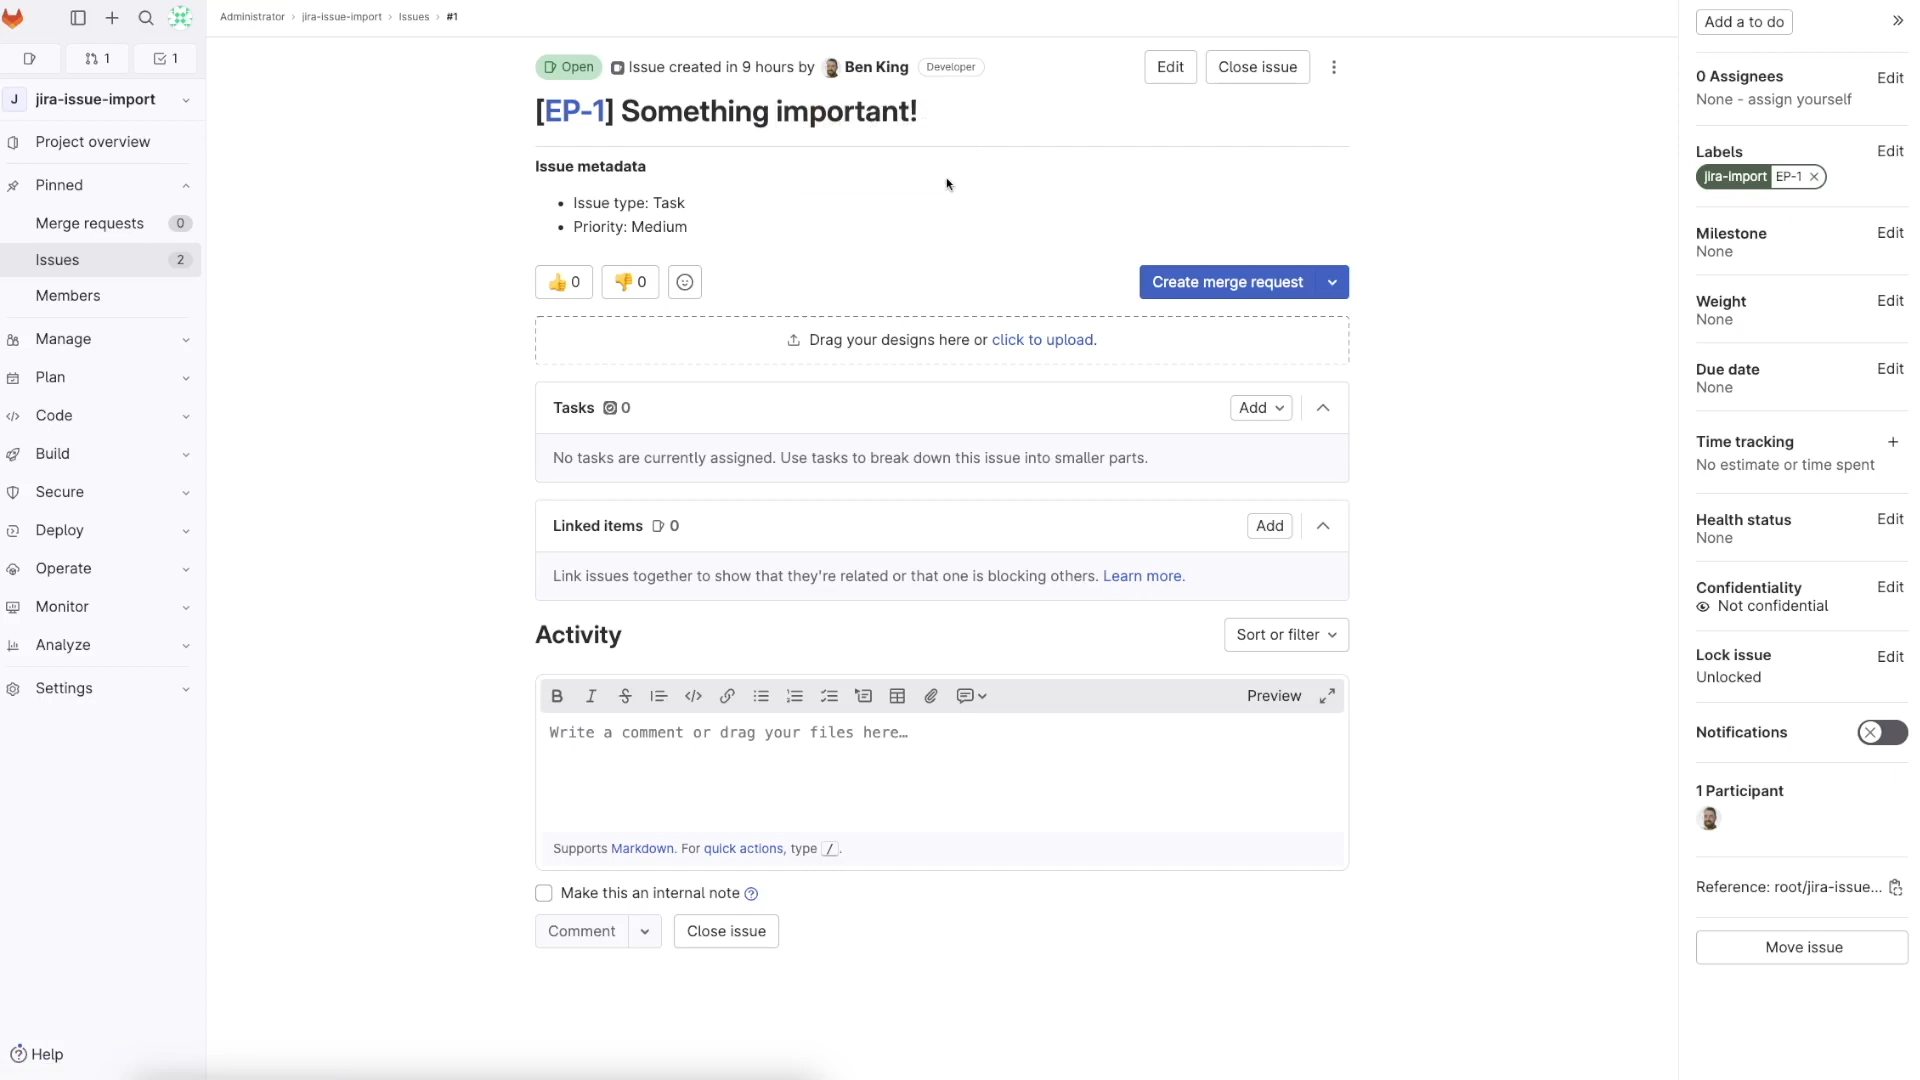 Administrator › jira-issue-import › Issues › #1
1
1
J jira-issue-import
Project overview
Pinned
Merge requests 0
Issues 2
Members
Manage
Plan
Code
Build
Secure
Deploy
Operate
Monitor
Analyze
Settings
Help
Open Issue created in 9 hours by Ben King Developer
Edit Close issue
[EP-1] Something important!
Issue metadata
• Issue type: Task
• Priority: Medium
👍 0 👎 0
Create merge request
Drag your designs here or click to upload.
Tasks 0
Add
No tasks are currently assigned. Use tasks to break down this issue into smaller parts.
Linked items 0
Add
Link issues together to show that they're related or that one is blocking others. Learn more.
Activity
Sort or filter
Preview
Write a comment or drag your files here…
Supports Markdown. For quick actions, type /.
Make this an internal note
Comment Close issue
Add a to do
0 Assignees Edit
None - assign yourself
Labels Edit
jira-import EP-1
Milestone Edit
None
Weight Edit
None
Due date Edit
None
Time tracking
No estimate or time spent
Health status Edit
None
Confidentiality Edit
Not confidential
Lock issue Edit
Unlocked
Notifications
1 Participant
Reference: root/jira-issue...
Move issue